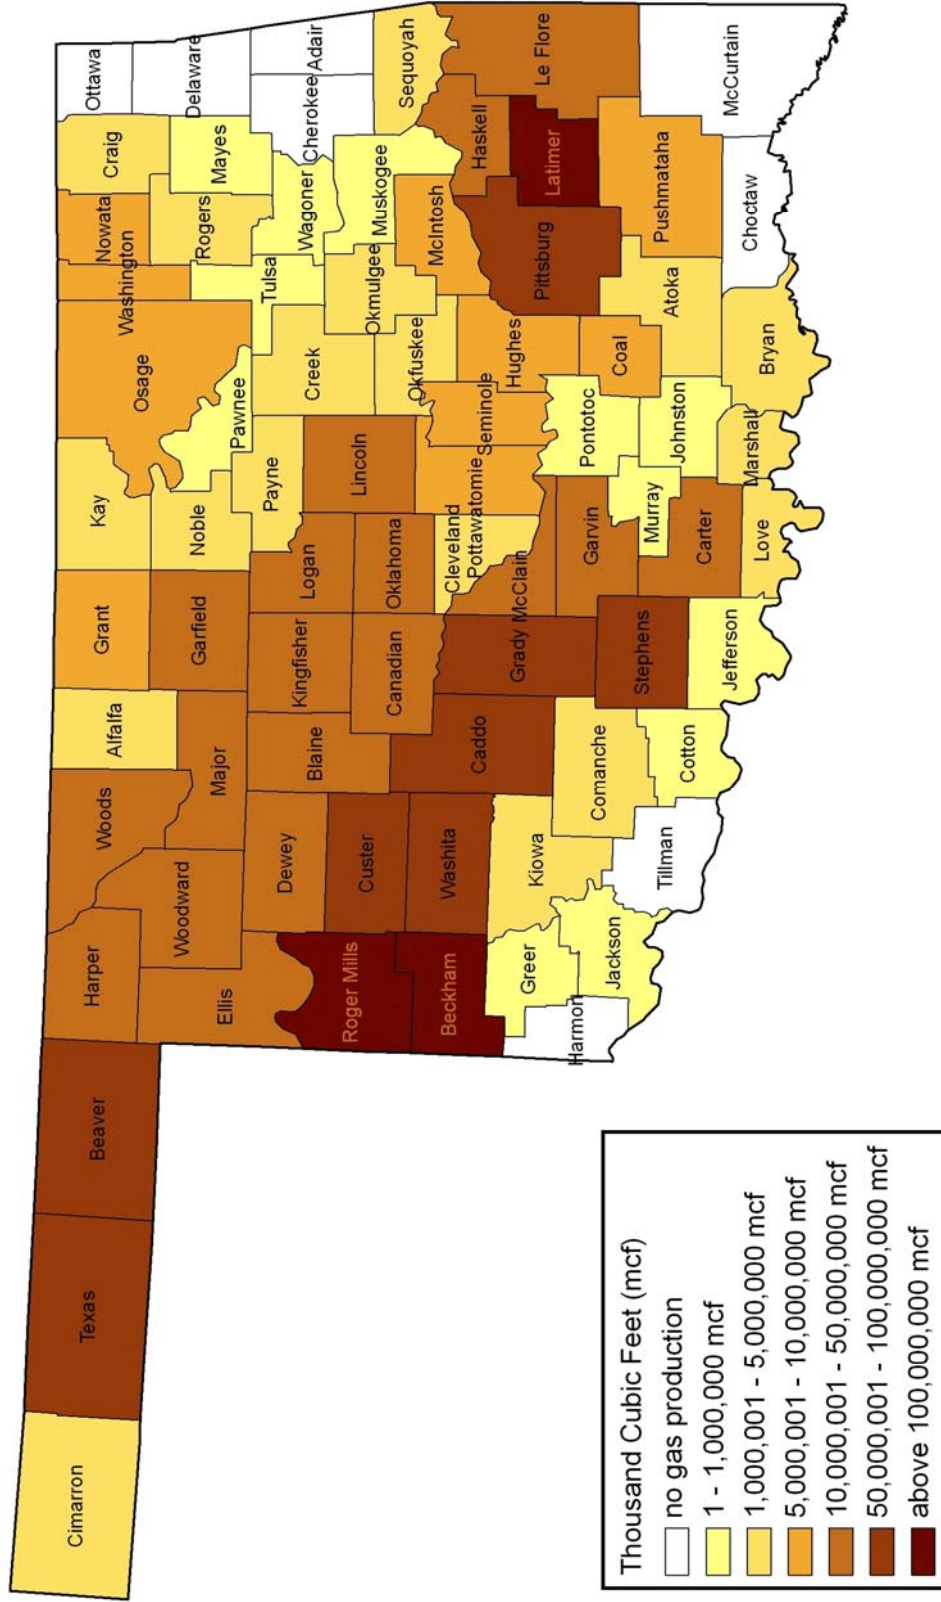 Cimarron
Texas
Beaver
Harper
Woods
Alfalfa
Grant
Kay
Osage
Washington
Nowata
Craig
Ottawa
Ellis
Woodward
Major
Garfield
Noble
Pawnee
Rogers
Mayes
Delaware
Roger Mills
Dewey
Blaine
Kingfisher
Logan
Payne
Creek
Tulsa
Wagoner
Cherokee
Adair
Custer
Canadian
Oklahoma
Lincoln
Okfuskee
Okmulgee
Muskogee
Sequoyah
Beckham
Washita
Caddo
Grady
McClain
Cleveland
Pottawatomie
Seminole
Hughes
McIntosh
Haskell
Le Flore
Harmon
Greer
Kiowa
Comanche
Stephens
Garvin
Pontotoc
Coal
Pittsburg
Latimer
Jackson
Tillman
Cotton
Jefferson
Carter
Murray
Johnston
Atoka
Pushmataha
McCurtain
Love
Marshall
Bryan
Choctaw
Thousand Cubic Feet (mcf)
no gas production
1 - 1,000,000 mcf
1,000,001 - 5,000,000 mcf
5,000,001 - 10,000,000 mcf
10,000,001 - 50,000,000 mcf
50,000,001 - 100,000,000 mcf
above 100,000,000 mcf